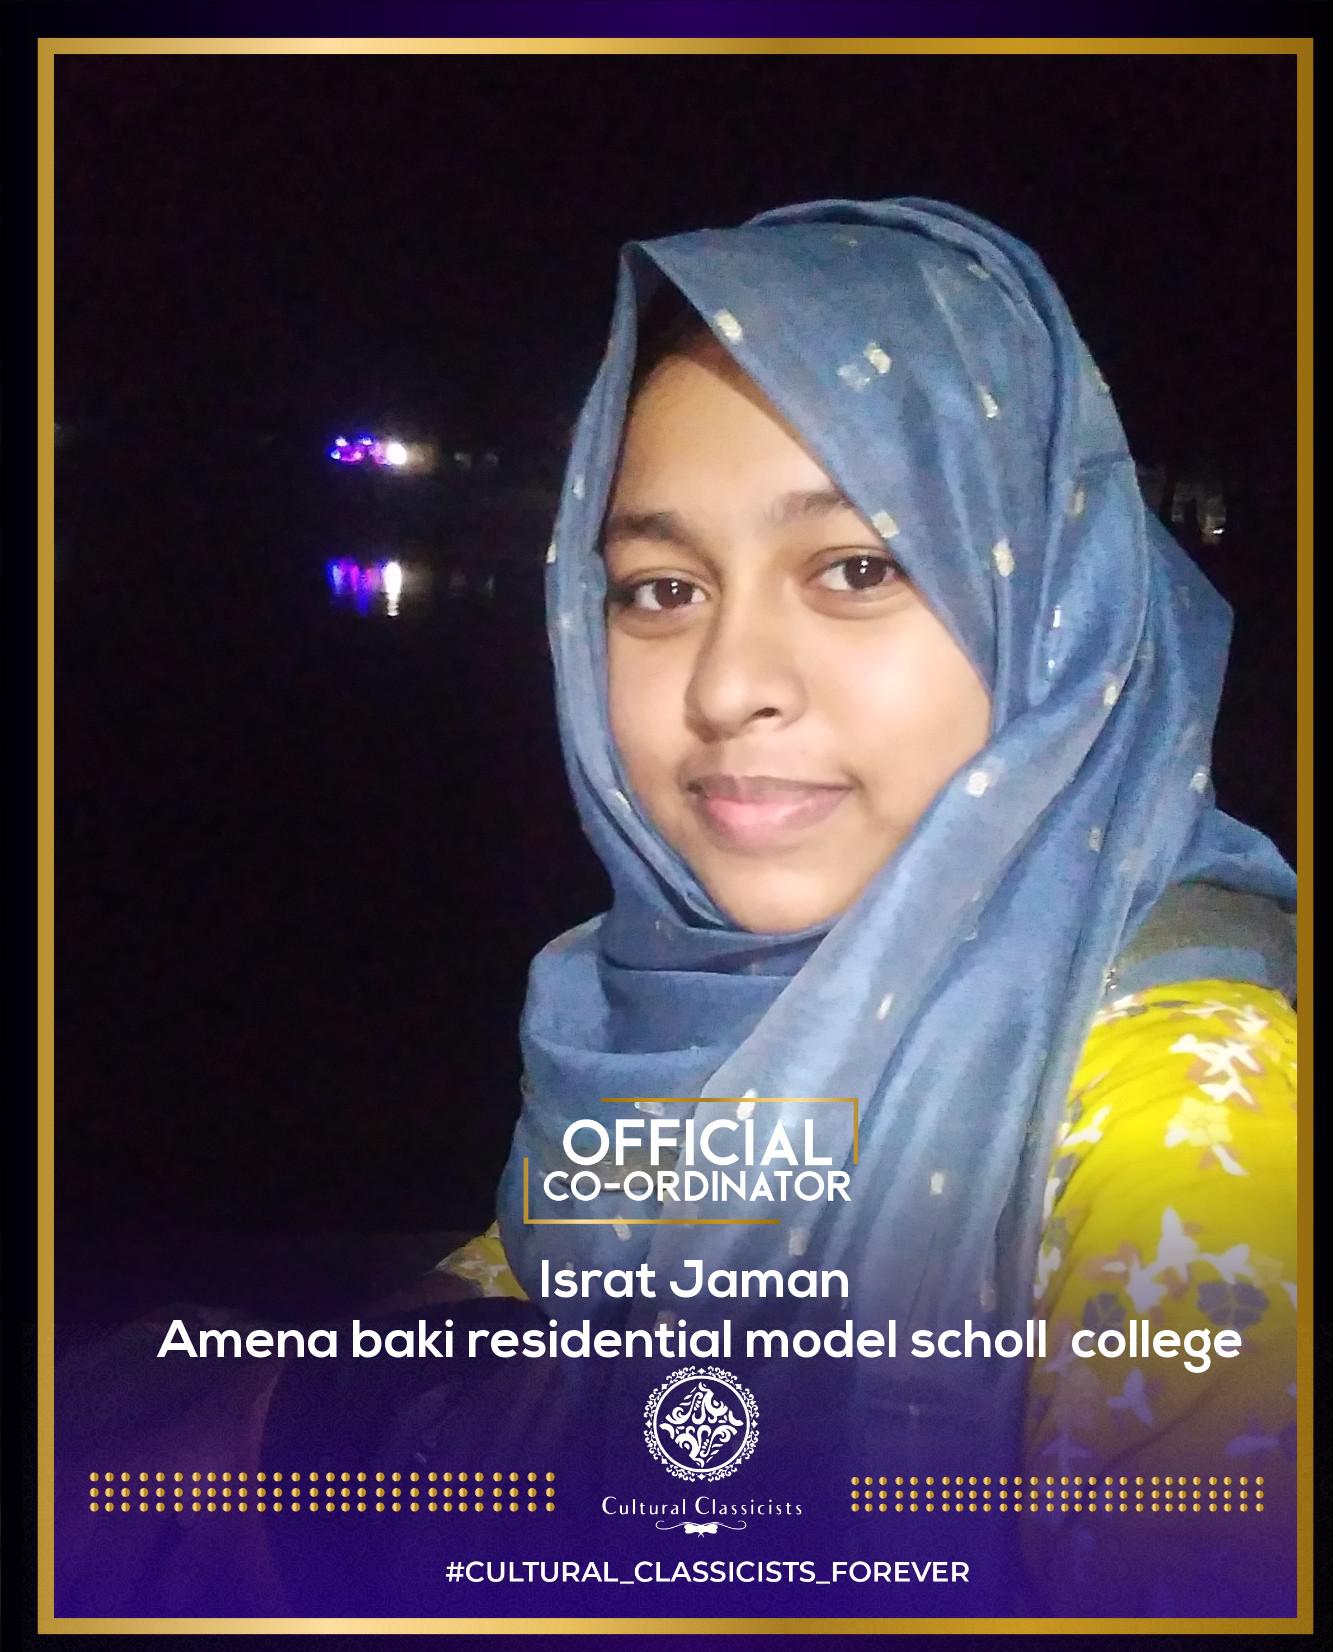 OFFICIAL
CO-ORDINATOR
Israt Jaman
Amena baki residential model scholl college
Cultural Classicists
#CULTURAL_CLASSICISTS_FOREVER